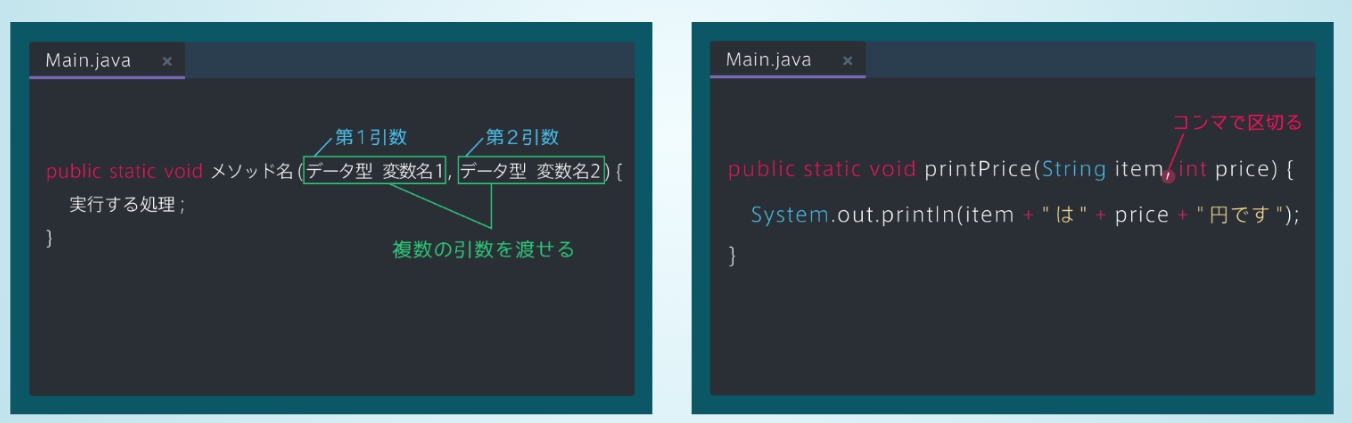 Main.java ×
第1引数 第2引数
public static void メソッド名(データ型 変数名1, データ型 変数名2){
実行する処理;
}
複数の引数を渡せる
Main.java ×
コンマで区切る
public static void printPrice(String item, int price) {
System.out.println(item + "は" + price + "円です");
}